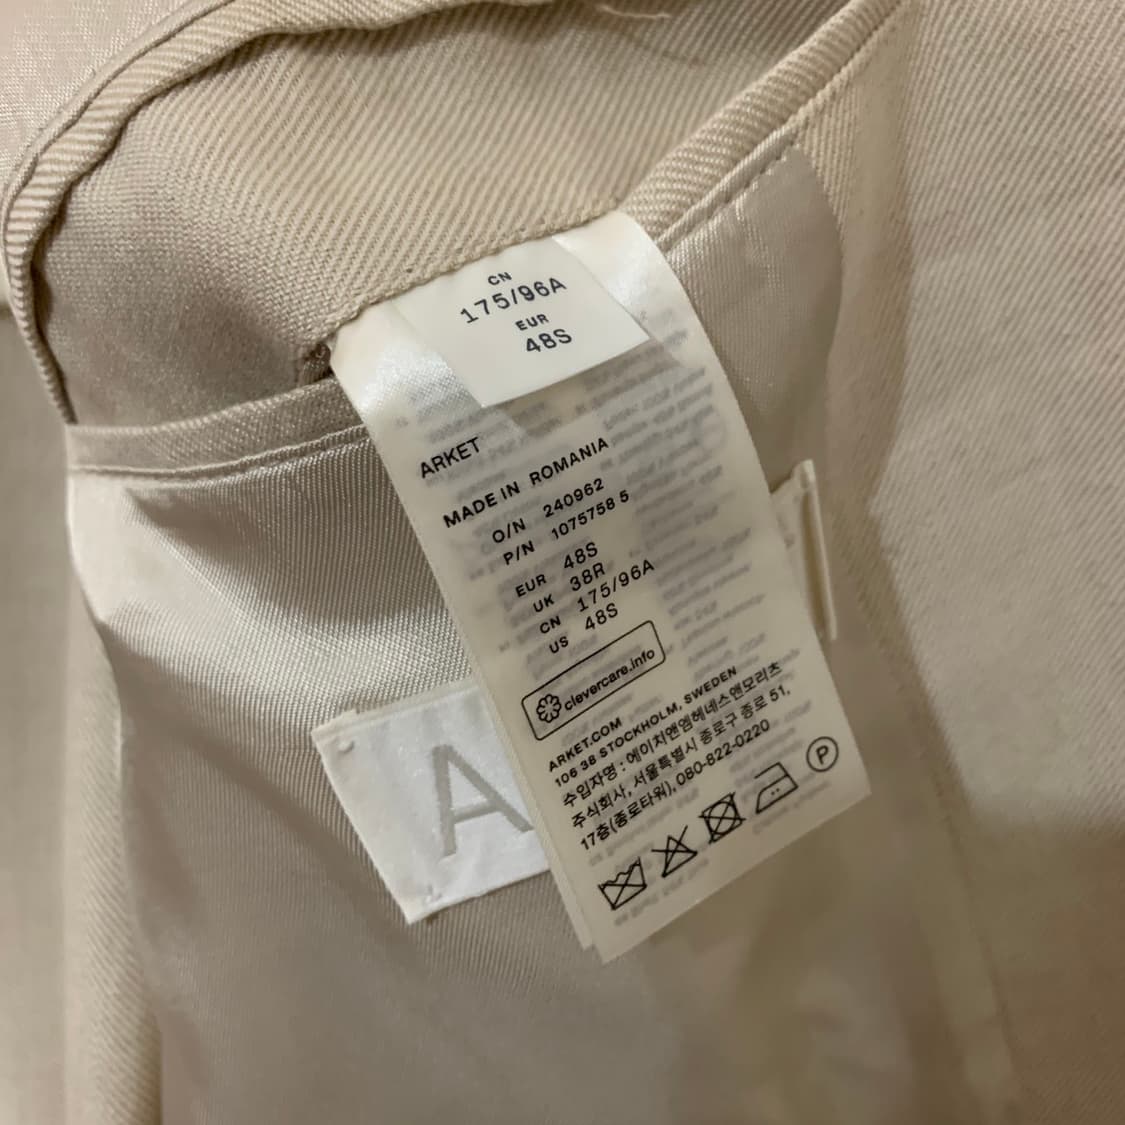 CN
175/96A
EUR
48S
ARKET
MADE IN ROMANIA
O/N 240962
P/N 1075758 5
EUR 48S
UK 38R
CN 175/96A
US 48S
clevercare.info
ARKET.COM
106 38 STOCKHOLM, SWEDEN
수입자명 : 에이치앤엠헤네스앤모리츠
주식회사, 서울특별시 종로구 종로 51,
17층(종로타워), 080-822-0220
P
A